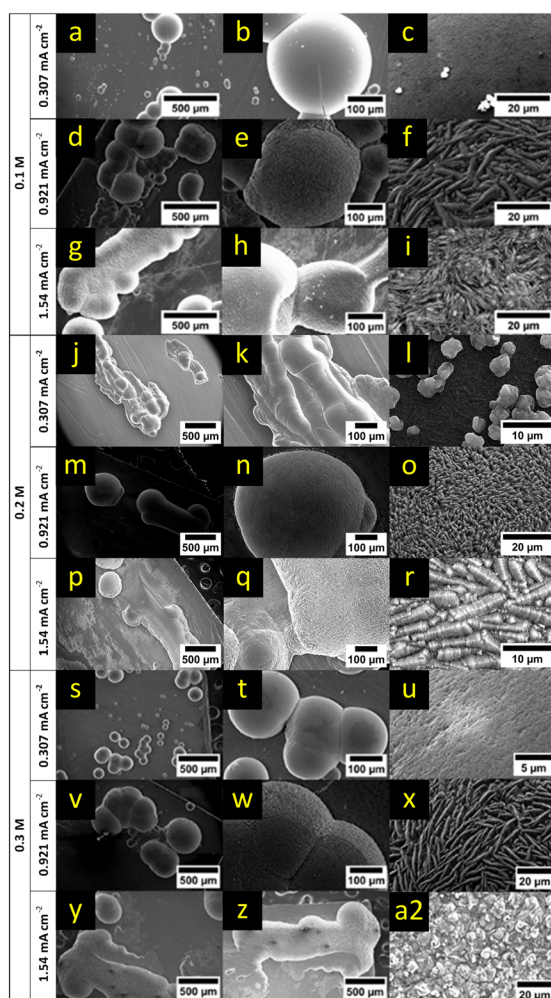 0.1 M
0.307 mA cm-2
a
500 µm
b
100 µm
c
20 µm
0.921 mA cm-2
d
500 µm
e
100 µm
f
20 µm
1.54 mA cm-2
g
500 µm
h
100 µm
i
20 µm
0.2 M
0.307 mA cm-2
j
500 µm
k
100 µm
l
10 µm
0.921 mA cm-2
m
500 µm
n
100 µm
o
20 µm
1.54 mA cm-2
p
500 µm
q
100 µm
r
10 µm
0.3 M
0.307 mA cm-2
s
500 µm
t
100 µm
u
5 µm
0.921 mA cm-2
v
500 µm
w
100 µm
x
20 µm
1.54 mA cm-2
y
500 µm
z
500 µm
a2
20 µm